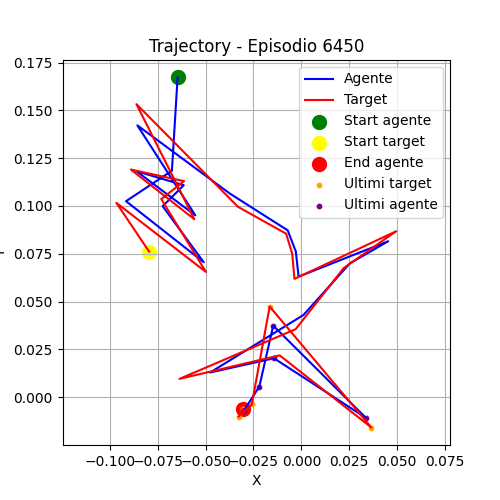 Trajectory - Episodio 6450
Agente
Target
Start agente
Start target
End agente
Ultimi target
Ultimi agente
0.175
0.150
0.125
0.100
0.075
0.050
0.025
0.000
−0.100 −0.075 −0.050 −0.025 0.000 0.025 0.050 0.075
X